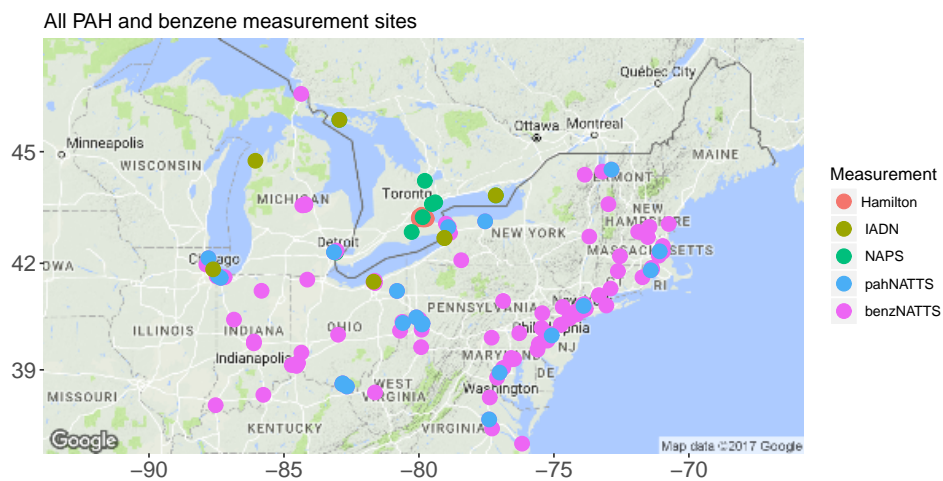 All PAH and benzene measurement sites
Québec City
Minneapolis
Ottawa
Montreal
45
WISCONSIN
MAINE
VERMONT
Toronto
MICHIGAN
NEW
HAMPSHIRE
NEW YORK
Detroit
MASSACHUSETTS
42
Chicago
IOWA
RI
PENNSYLVANIA
New York
ILLINOIS
INDIANA
OHIO
Philadelphia
NJ
Indianapolis
MARYLAND
39
DE
WEST
VIRGINIA
Washington
MISSOURI
KENTUCKY
VIRGINIA
Google
Map data ©2017 Google
−90
−85
−80
−75
−70
Measurement
Hamilton
IADN
NAPS
pahNATTS
benzNATTS